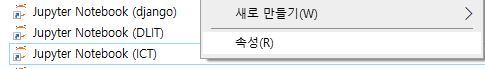 Jupyter Notebook (django)
Jupyter Notebook (DLIT)
Jupyter Notebook (ICT)
새로 만들기(W)
속성(R)